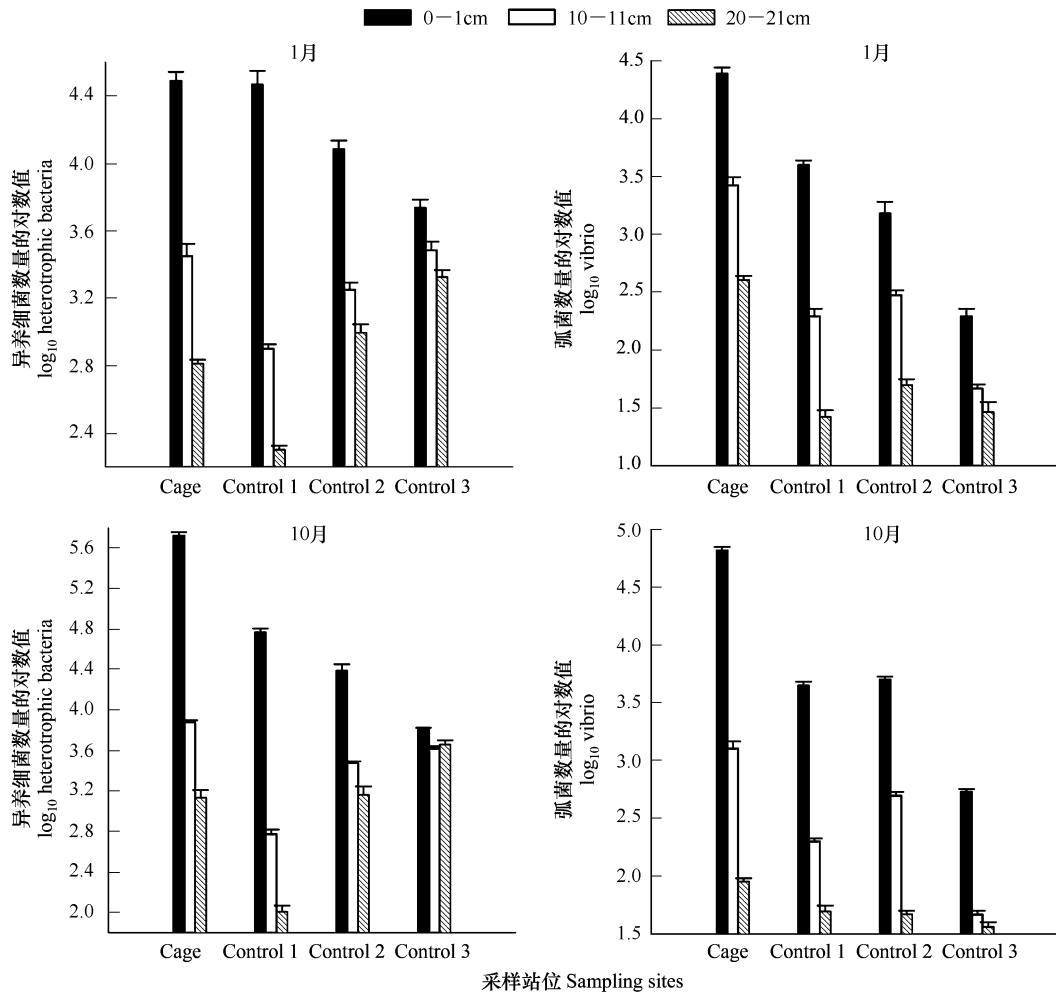 0-1cm 10-11cm 20-21cm
1月
4.4
4.0
3.6
3.2
2.8
2.4
异养细菌数量的对数值
log₁₀ heterotrophic bacteria
Cage Control 1 Control 2 Control 3
1月
4.5
4.0
3.5
3.0
2.5
2.0
1.5
1.0
弧菌数量的对数值
log₁₀ vibrio
Cage Control 1 Control 2 Control 3
10月
5.6
5.2
4.8
4.4
4.0
3.6
3.2
2.8
2.4
2.0
异养细菌数量的对数值
log₁₀ heterotrophic bacteria
Cage Control 1 Control 2 Control 3
10月
5.0
4.5
4.0
3.5
3.0
2.5
2.0
1.5
弧菌数量的对数值
log₁₀ vibrio
Cage Control 1 Control 2 Control 3
采样站位 Sampling sites